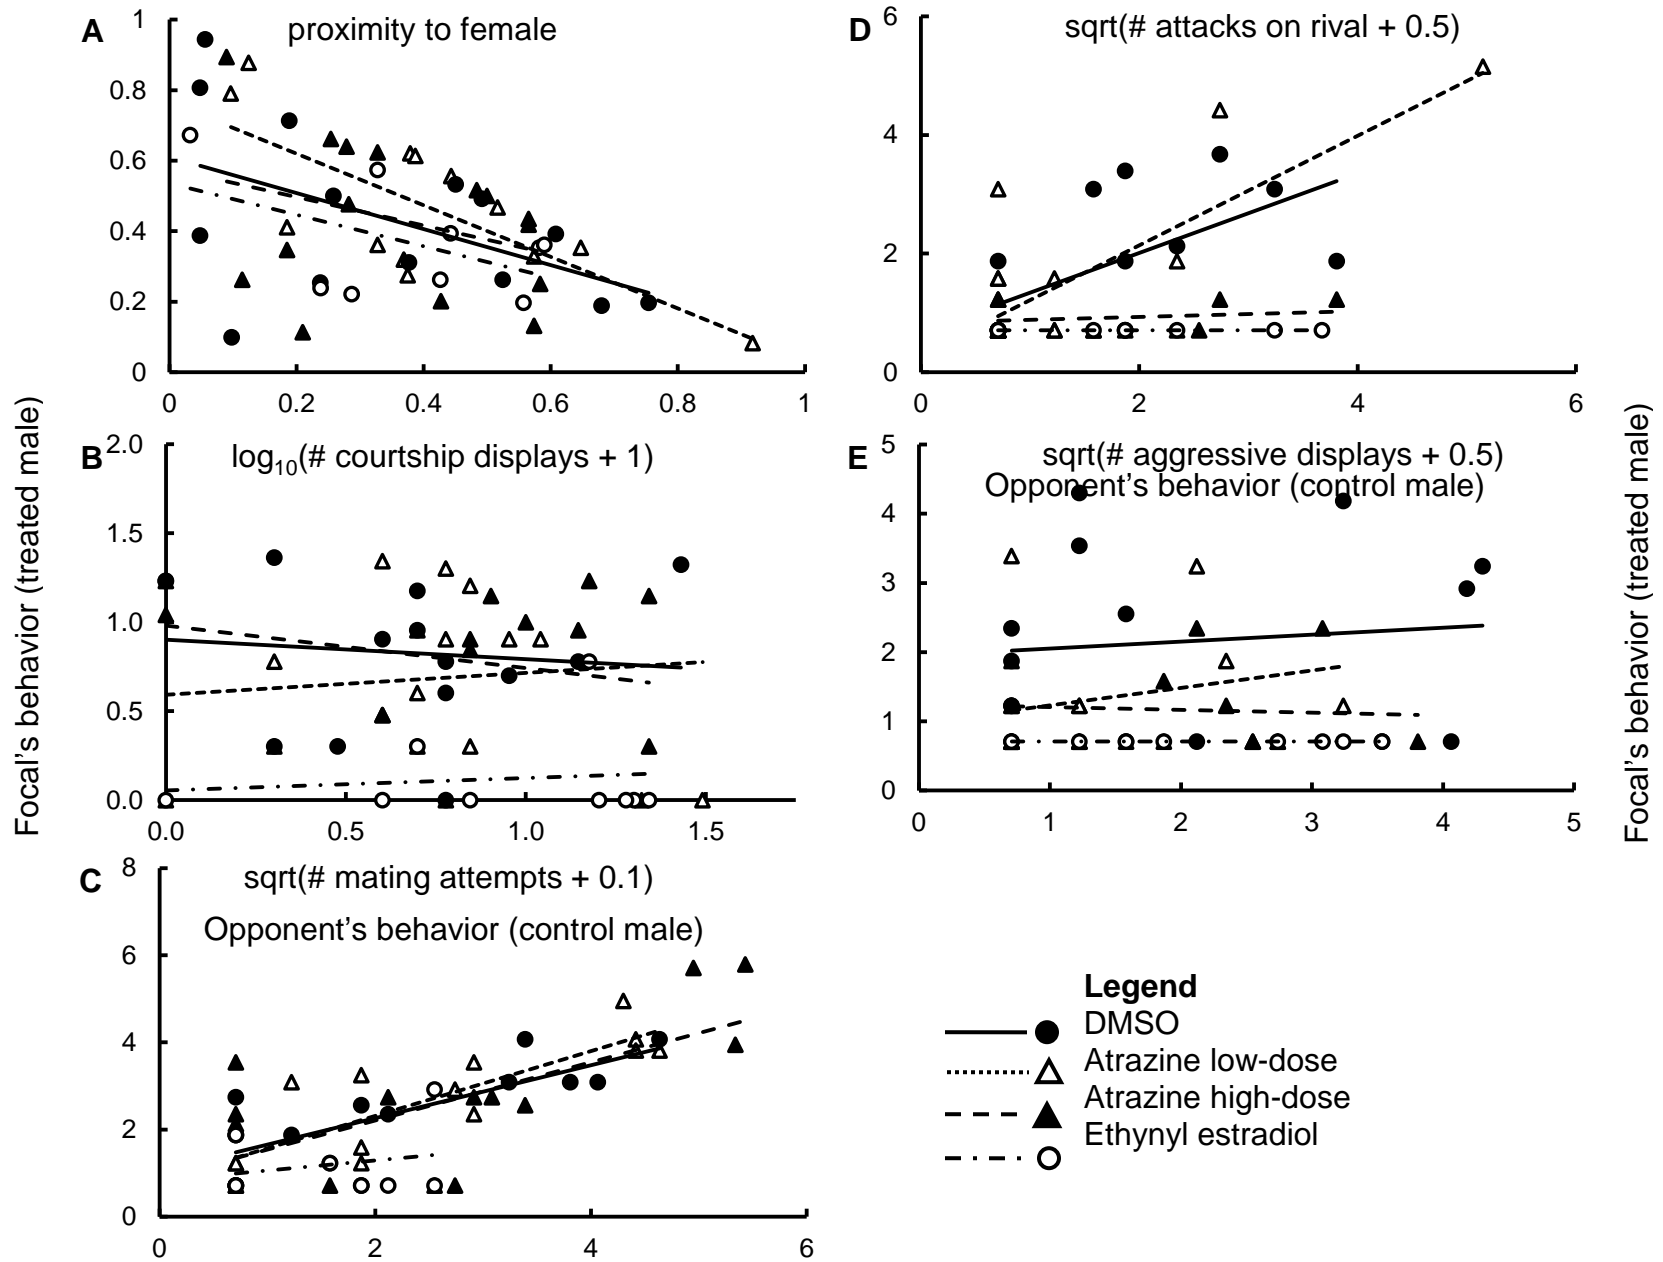 A
proximity to female
1
0.8
0.6
0.4
0.2
0
0 0.2 0.4 0.6 0.8 1
B
log10(# courtship displays + 1)
2.0
1.5
1.0
0.5
0.0
0.0 0.5 1.0 1.5
C
sqrt(# mating attempts + 0.1)
Opponent's behavior (control male)
8
6
4
2
0
0 2 4 6
Focal's behavior (treated male)
D
sqrt(# attacks on rival + 0.5)
6
4
2
0
0 2 4 6
E
sqrt(# aggressive displays + 0.5)
Opponent's behavior (control male)
5
4
3
2
1
0
0 1 2 3 4 5
Focal's behavior (treated male)
Legend
DMSO
Atrazine low-dose
Atrazine high-dose
Ethynyl estradiol